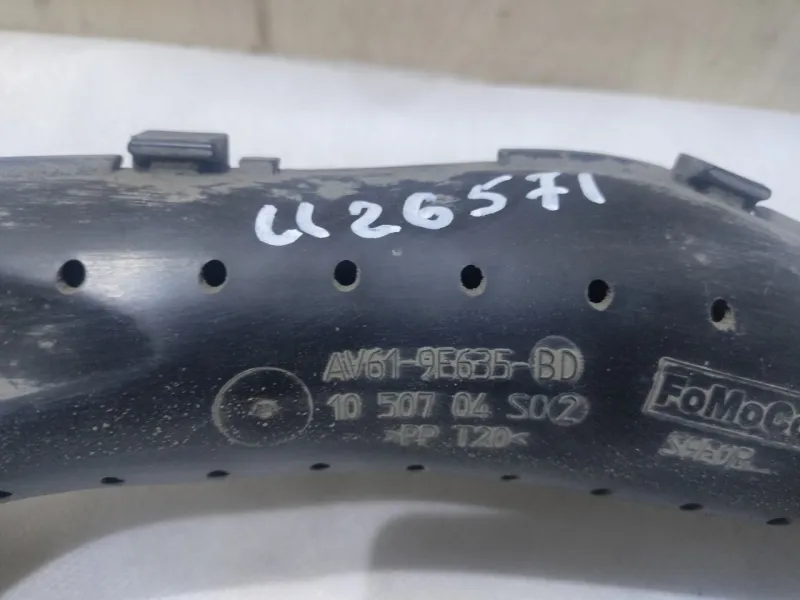 u26571
AV61-9E635-BD
10 507 04 S02
>PP T20<
FoMoCo